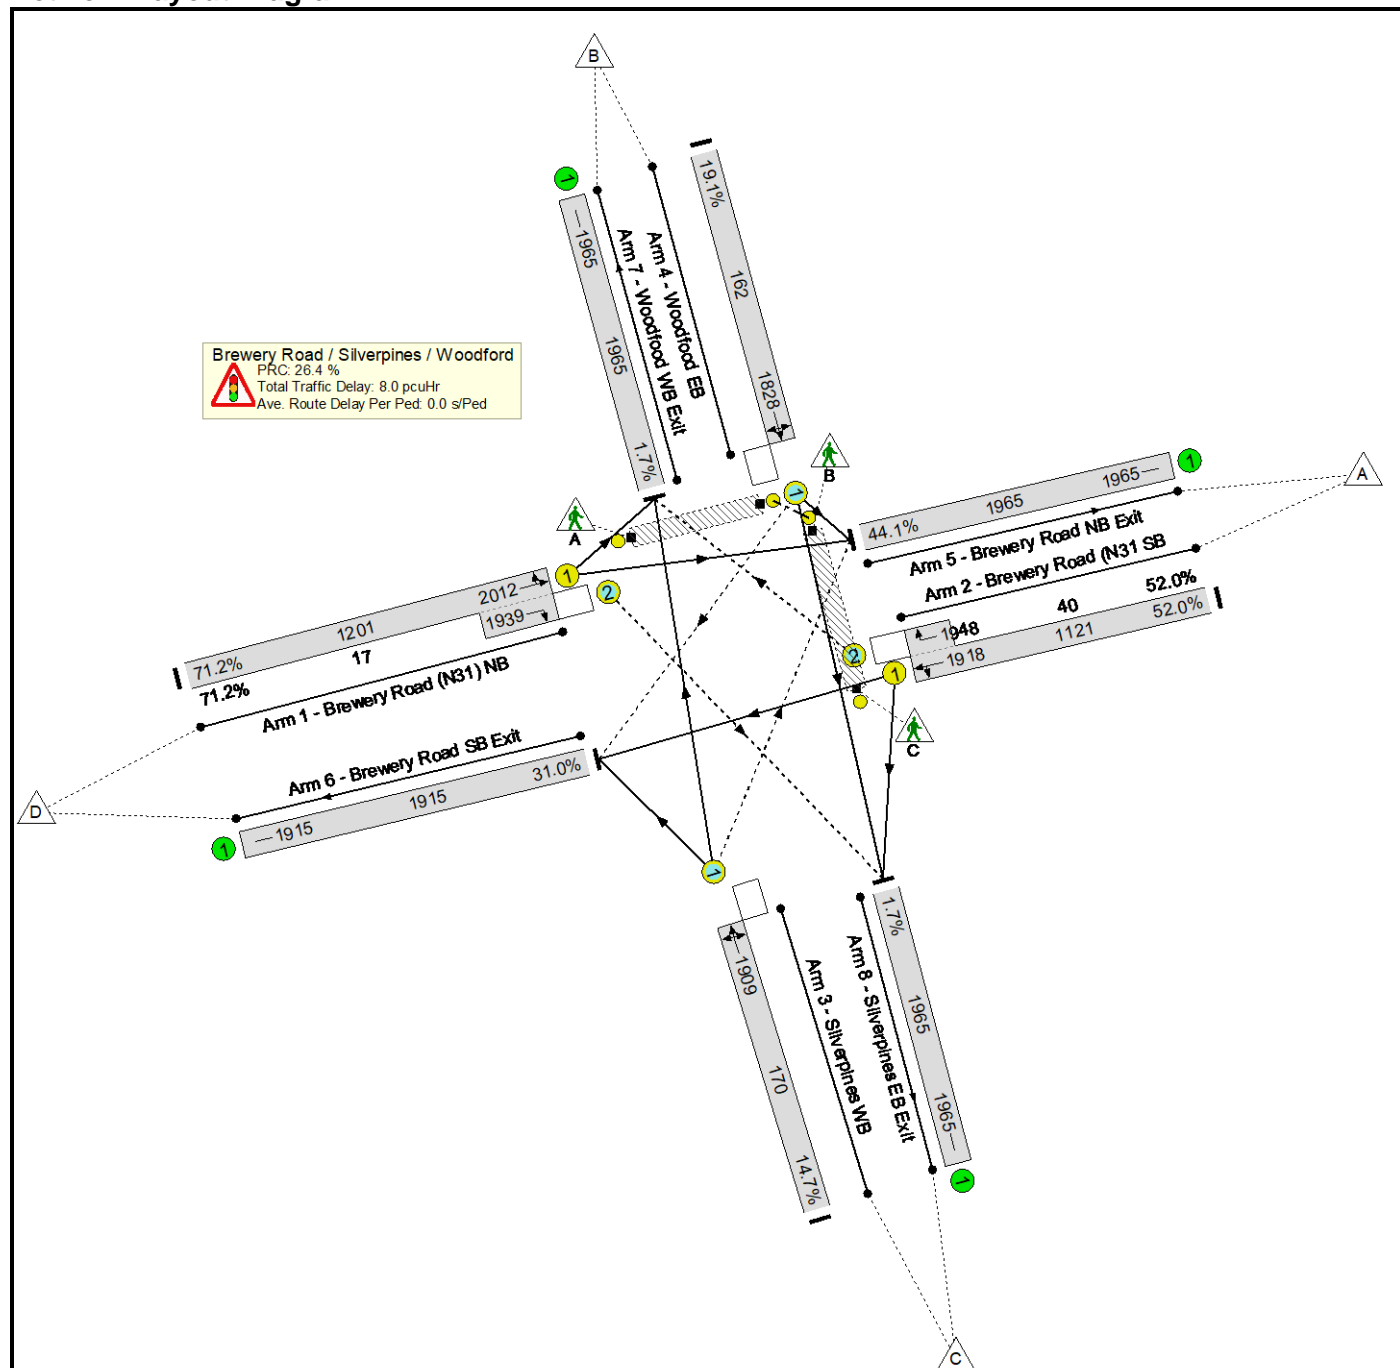 B
1
1965
1965
1.7%
Arm 7 - Woodfood WB Exit
Arm 4 - Woodfood EB
19.1%
162
1828
Brewery Road / Silverpines / Woodford
PRC: 26.4 %
Total Traffic Delay: 8.0 pcuHr
Ave. Route Delay Per Ped: 0.0 s/Ped
A
B
1
1
2
44.1%
1965
1965
1
A
Arm 5 - Brewery Road NB Exit
Arm 2 - Brewery Road (N31 SB
52.0%
40
1948
52.0%
1121
1918
2
1
C
2012
1939
1201
71.2%
17
71.2%
Arm 1 - Brewery Road (N31) NB
D
Arm 6 - Brewery Road SB Exit
31.0%
1915
1915
1
1
1909
170
14.7%
Arm 3 - Silverpines WB
Arm 8 - Silverpines EB Exit
1.7%
1965
1965
1
C